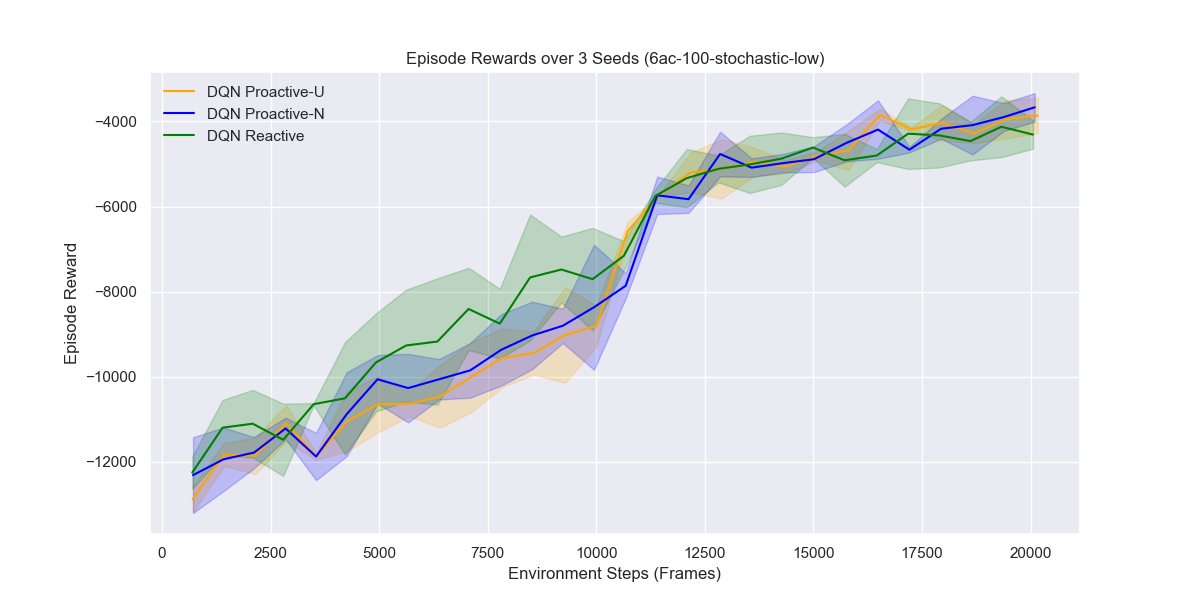 Episode Rewards over 3 Seeds (6ac-100-stochastic-low)
DQN Proactive-U
DQN Proactive-N
DQN Reactive
Episode Reward
−4000
−6000
−8000
−10000
−12000
0 2500 5000 7500 10000 12500 15000 17500 20000
Environment Steps (Frames)